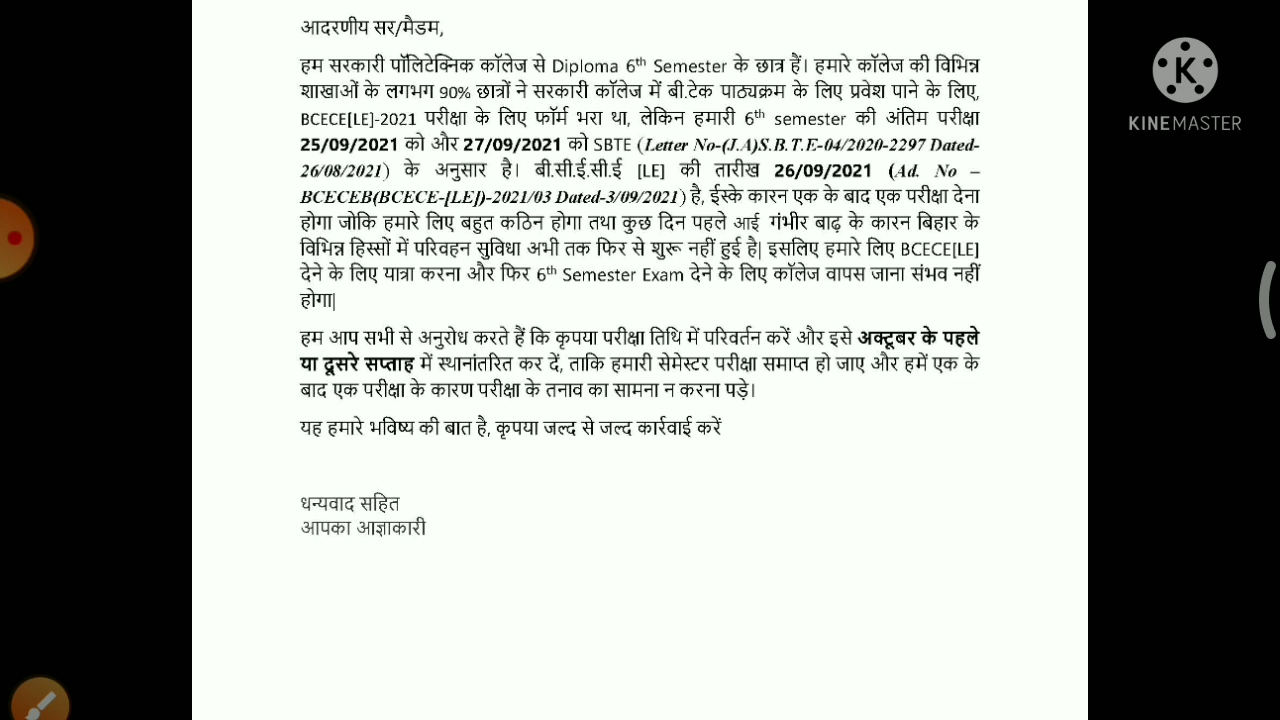 आदरणीय सर/मैडम,
हम सरकारी पॉलिटेक्निक कॉलेज से Diploma 6th Semester के छात्र हैं। हमारे कॉलेज की विभिन्न
शाखाओं के लगभग 90% छात्रों ने सरकारी कॉलेज में बी.टेक पाठ्यक्रम के लिए प्रवेश पाने के लिए,
BCECE[LE]-2021 परीक्षा के लिए फॉर्म भरा था, लेकिन हमारी 6th semester की अंतिम परीक्षा
25/09/2021 को और 27/09/2021 को SBTE (Letter No-(J.A)S.B.T.E-04/2020-2297 Dated-
26/08/2021) के अनुसार है। बी.सी.ई.सी.ई [LE] की तारीख 26/09/2021 (Ad. No –
BCECEB(BCECE-[LE])-2021/03 Dated-3/09/2021) है, ईस्के कारन एक के बाद एक परीक्षा देना
होगा जोकि हमारे लिए बहुत कठिन होगा तथा कुछ दिन पहले आई गंभीर बाढ़ के कारन बिहार के
विभिन्न हिस्सों में परिवहन सुविधा अभी तक फिर से शुरू नहीं हुई है| इसलिए हमारे लिए BCECE[LE]
देने के लिए यात्रा करना और फिर 6th Semester Exam देने के लिए कॉलेज वापस जाना संभव नहीं
होगा|
हम आप सभी से अनुरोध करते हैं कि कृपया परीक्षा तिथि में परिवर्तन करें और इसे अक्टूबर के पहले
या दूसरे सप्ताह में स्थानांतरित कर दें, ताकि हमारी सेमेस्टर परीक्षा समाप्त हो जाए और हमें एक के
बाद एक परीक्षा के कारण परीक्षा के तनाव का सामना न करना पड़े।
यह हमारे भविष्य की बात है, कृपया जल्द से जल्द कार्रवाई करें
धन्यवाद सहित
आपका आज्ञाकारी
K
KINEMASTER